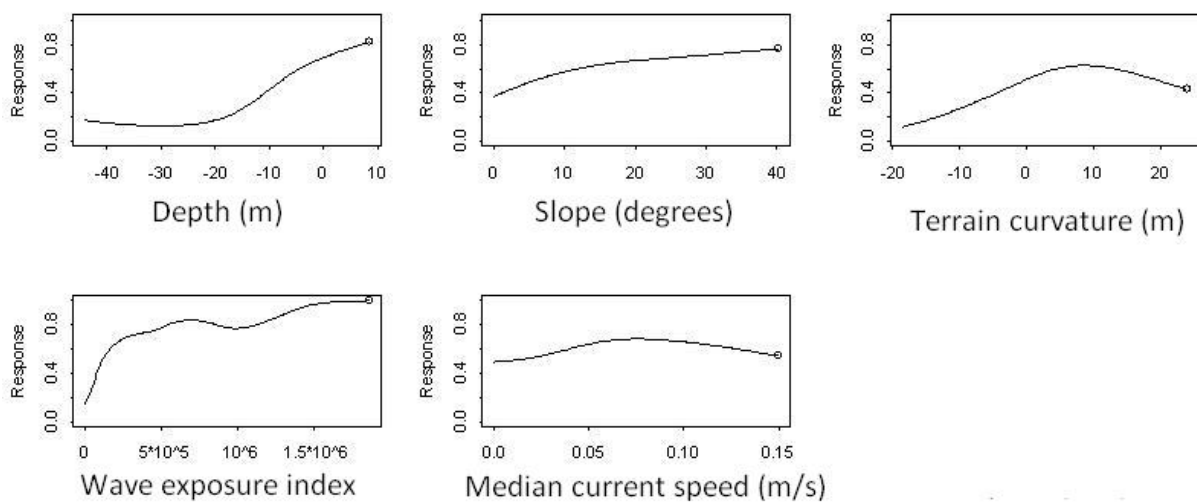 Response
0.0 0.4 0.8
-40 -30 -20 -10 0 10
Depth (m)
Response
0.0 0.4 0.8
0 10 20 30 40
Slope (degrees)
Response
0.0 0.4 0.8
-20 -10 0 10 20
Terrain curvature (m)
Response
0.0 0.4 0.8
0 5*10^5 10^6 1.5*10^6
Wave exposure index
Response
0.0 0.4 0.8
0.0 0.05 0.10 0.15
Median current speed (m/s)